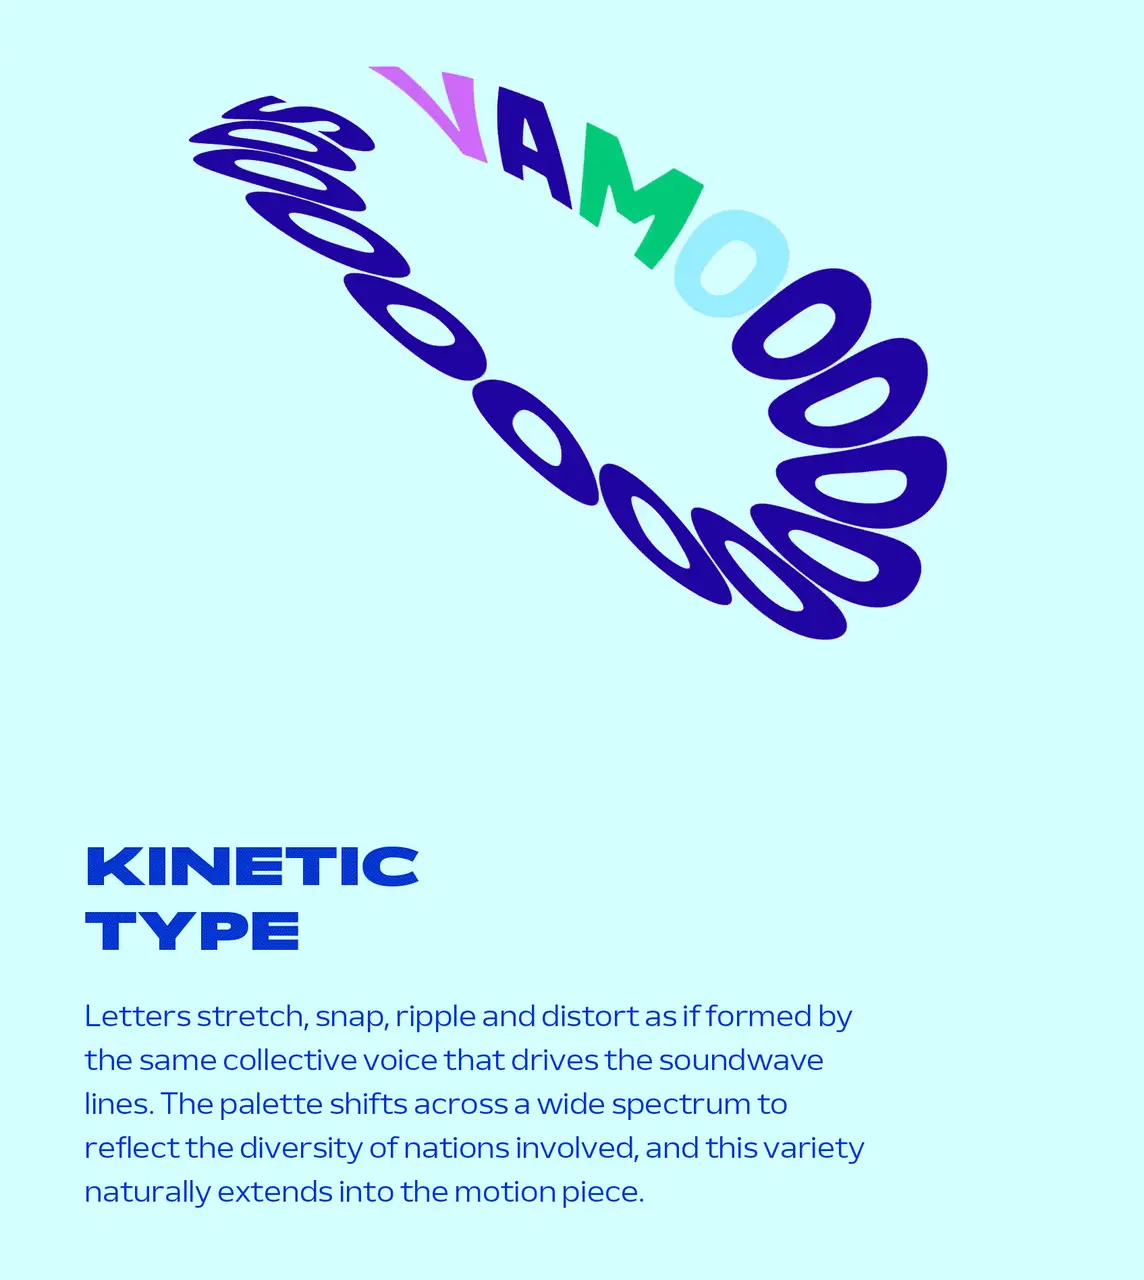 VAMOOOOOOOOOOOOS
KINETIC
TYPE
Letters stretch, snap, ripple and distort as if formed by
the same collective voice that drives the soundwave
lines. The palette shifts across a wide spectrum to
reflect the diversity of nations involved, and this variety
naturally extends into the motion piece.